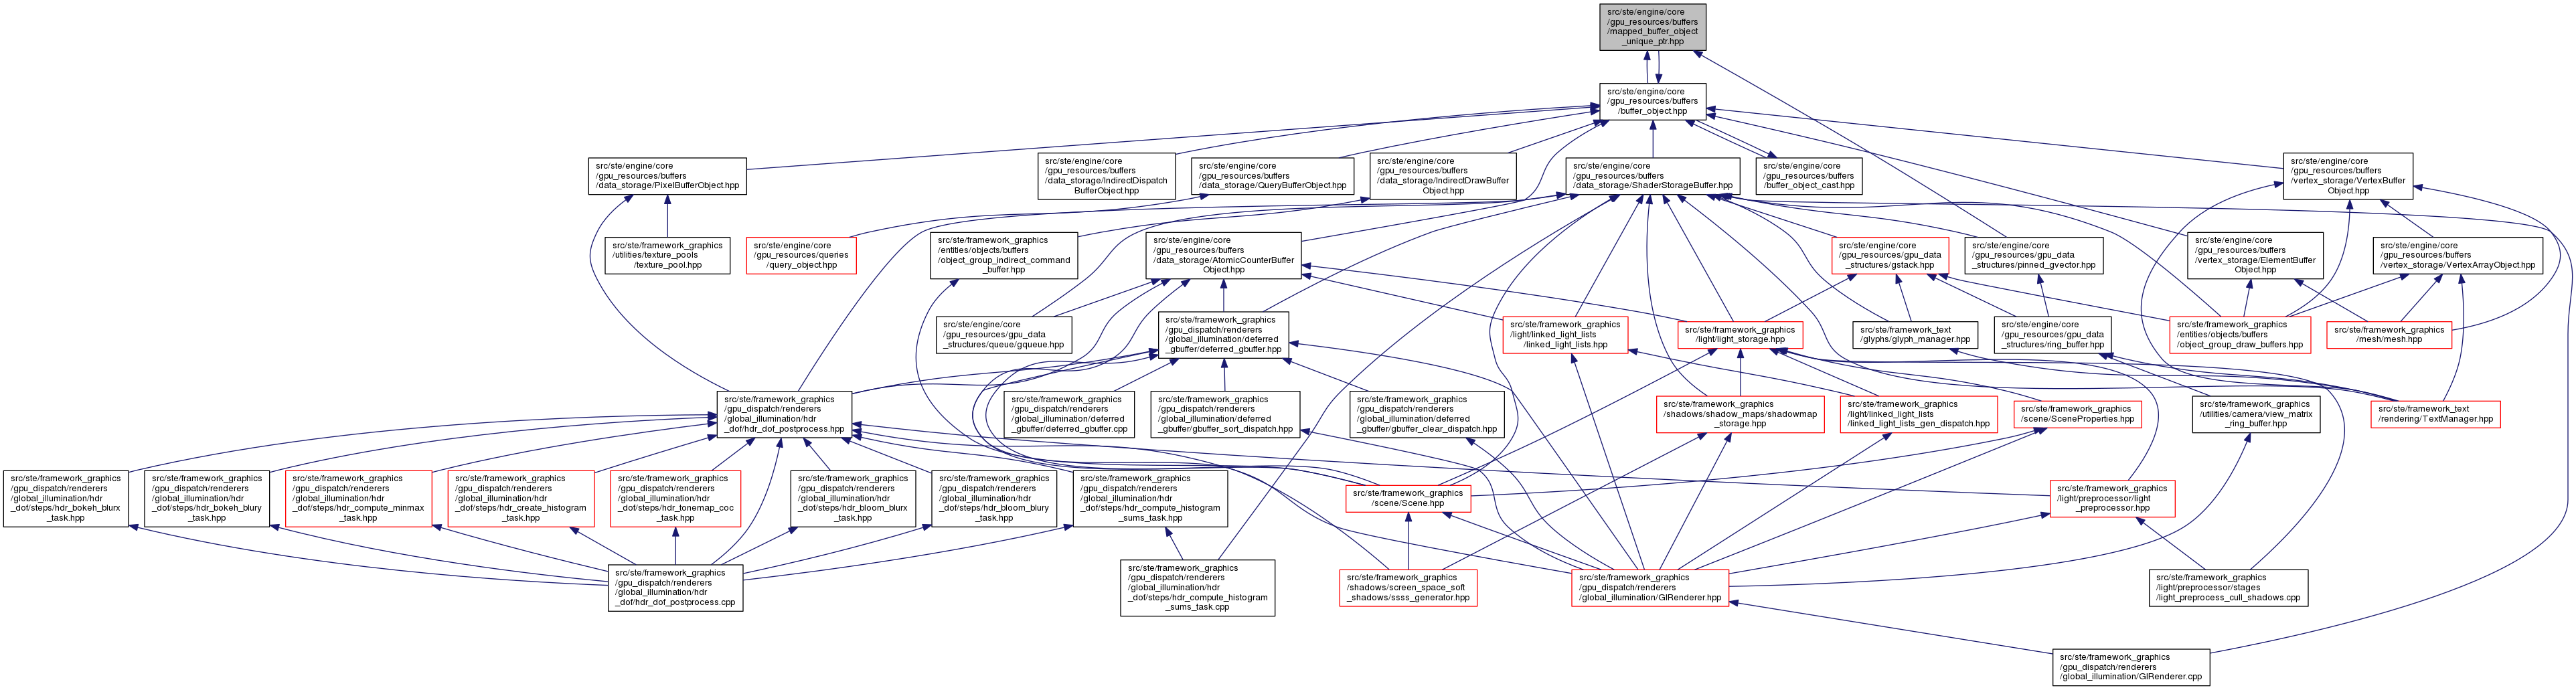 src/ste/engine/core
/gpu_resources/buffers
/mapped_buffer_object
_unique_ptr.hpp
src/ste/engine/core
/gpu_resources/buffers
/buffer_object.hpp
src/ste/engine/core
/gpu_resources/buffers
/data_storage/PixelBufferObject.hpp
src/ste/engine/core
/gpu_resources/buffers
/data_storage/IndirectDispatch
BufferObject.hpp
src/ste/engine/core
/gpu_resources/buffers
/data_storage/QueryBufferObject.hpp
src/ste/engine/core
/gpu_resources/buffers
/data_storage/IndirectDrawBuffer
Object.hpp
src/ste/engine/core
/gpu_resources/buffers
/data_storage/ShaderStorageBuffer.hpp
src/ste/engine/core
/gpu_resources/buffers
/buffer_object_cast.hpp
src/ste/engine/core
/gpu_resources/buffers
/vertex_storage/VertexBuffer
Object.hpp
src/ste/framework_graphics
/utilities/texture_pools
/texture_pool.hpp
src/ste/engine/core
/gpu_resources/queries
/query_object.hpp
src/ste/framework_graphics
/entities/objects/buffers
/object_group_indirect_command
_buffer.hpp
src/ste/engine/core
/gpu_resources/buffers
/data_storage/AtomicCounterBuffer
Object.hpp
src/ste/engine/core
/gpu_resources/gpu_data
_structures/gstack.hpp
src/ste/engine/core
/gpu_resources/gpu_data
_structures/pinned_gvector.hpp
src/ste/engine/core
/gpu_resources/buffers
/vertex_storage/ElementBuffer
Object.hpp
src/ste/engine/core
/gpu_resources/buffers
/vertex_storage/VertexArrayObject.hpp
src/ste/engine/core
/gpu_resources/gpu_data
_structures/queue/gqueue.hpp
src/ste/framework_graphics
/gpu_dispatch/renderers
/global_illumination/deferred
_gbuffer/deferred_gbuffer.hpp
src/ste/framework_graphics
/light/linked_light_lists
/linked_light_lists.hpp
src/ste/framework_graphics
/light/light_storage.hpp
src/ste/framework_text
/glyphs/glyph_manager.hpp
src/ste/engine/core
/gpu_resources/gpu_data
_structures/ring_buffer.hpp
src/ste/framework_graphics
/entities/objects/buffers
/object_group_draw_buffers.hpp
src/ste/framework_graphics
/mesh/mesh.hpp
src/ste/framework_graphics
/gpu_dispatch/renderers
/global_illumination/hdr
_dof/hdr_dof_postprocess.hpp
src/ste/framework_graphics
/gpu_dispatch/renderers
/global_illumination/deferred
_gbuffer/deferred_gbuffer.cpp
src/ste/framework_graphics
/gpu_dispatch/renderers
/global_illumination/deferred
_gbuffer/gbuffer_sort_dispatch.hpp
src/ste/framework_graphics
/gpu_dispatch/renderers
/global_illumination/deferred
_gbuffer/gbuffer_clear_dispatch.hpp
src/ste/framework_graphics
/shadows/shadow_maps/shadowmap
_storage.hpp
src/ste/framework_graphics
/light/linked_light_lists
/linked_light_lists_gen_dispatch.hpp
src/ste/framework_graphics
/scene/SceneProperties.hpp
src/ste/framework_graphics
/utilities/camera/view_matrix
_ring_buffer.hpp
src/ste/framework_text
/rendering/TextManager.hpp
src/ste/framework_graphics
/gpu_dispatch/renderers
/global_illumination/hdr
_dof/steps/hdr_bokeh_blurx
_task.hpp
src/ste/framework_graphics
/gpu_dispatch/renderers
/global_illumination/hdr
_dof/steps/hdr_bokeh_blury
_task.hpp
src/ste/framework_graphics
/gpu_dispatch/renderers
/global_illumination/hdr
_dof/steps/hdr_compute_minmax
_task.hpp
src/ste/framework_graphics
/gpu_dispatch/renderers
/global_illumination/hdr
_dof/steps/hdr_create_histogram
_task.hpp
src/ste/framework_graphics
/gpu_dispatch/renderers
/global_illumination/hdr
_dof/steps/hdr_tonemap_coc
_task.hpp
src/ste/framework_graphics
/gpu_dispatch/renderers
/global_illumination/hdr
_dof/steps/hdr_bloom_blurx
_task.hpp
src/ste/framework_graphics
/gpu_dispatch/renderers
/global_illumination/hdr
_dof/steps/hdr_bloom_blury
_task.hpp
src/ste/framework_graphics
/gpu_dispatch/renderers
/global_illumination/hdr
_dof/steps/hdr_compute_histogram
_sums_task.hpp
src/ste/framework_graphics
/scene/Scene.hpp
src/ste/framework_graphics
/light/preprocessor/light
_preprocessor.hpp
src/ste/framework_graphics
/gpu_dispatch/renderers
/global_illumination/hdr
_dof/hdr_dof_postprocess.cpp
src/ste/framework_graphics
/gpu_dispatch/renderers
/global_illumination/hdr
_dof/steps/hdr_compute_histogram
_sums_task.cpp
src/ste/framework_graphics
/shadows/screen_space_soft
_shadows/ssss_generator.hpp
src/ste/framework_graphics
/gpu_dispatch/renderers
/global_illumination/GIRenderer.hpp
src/ste/framework_graphics
/light/preprocessor/stages
/light_preprocess_cull_shadows.cpp
src/ste/framework_graphics
/gpu_dispatch/renderers
/global_illumination/GIRenderer.cpp